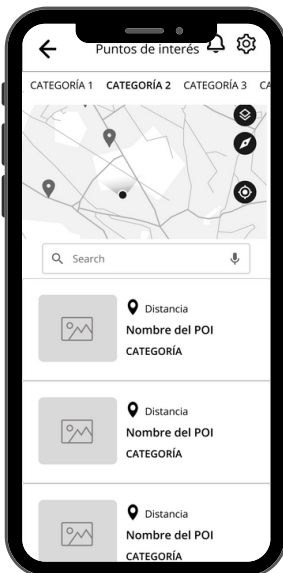 Puntos de interés
CATEGORÍA 1 CATEGORÍA 2 CATEGORÍA 3 CA
Search
Distancia
Nombre del POI
CATEGORÍA
Distancia
Nombre del POI
CATEGORÍA
Distancia
Nombre del POI
CATEGORÍA